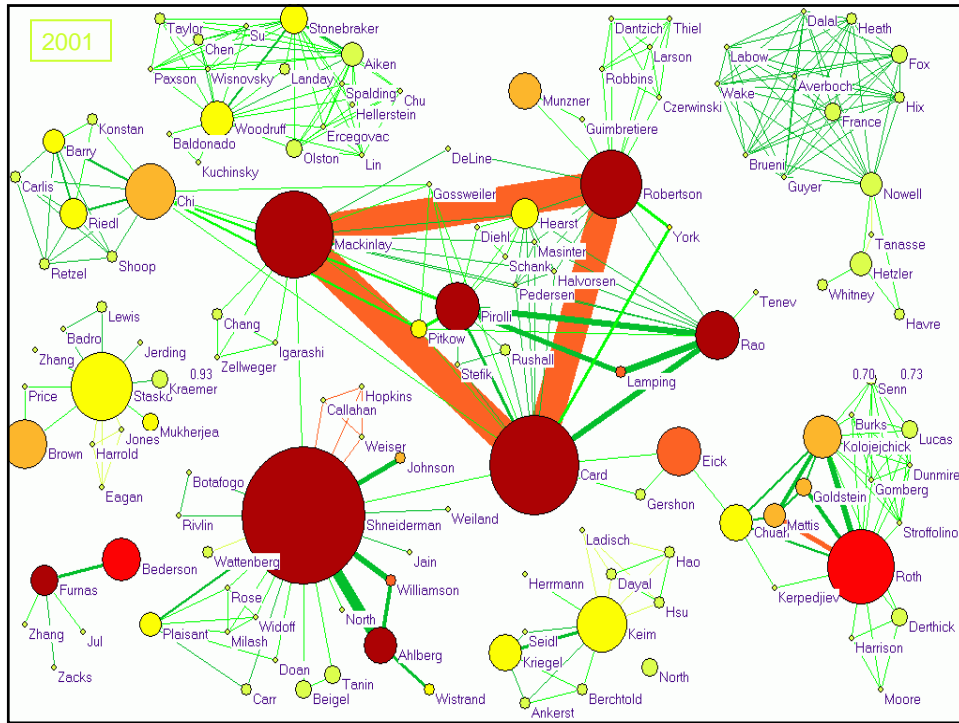 2001
Taylor
Su
Stonebraker
Chen
Aiken
Paxson
Wisnovsky
Landay
Spalding
Chu
Hellerstein
Woodruff
Ercegovac
Baldonado
Olston
Lin
Kuchinsky
Dantzich
Thiel
Larson
Robbins
Munzner
Czerwinski
Guimbretiere
Dalal
Heath
Labow
Fox
Wake
Averboch
Hix
France
Brueni
Guyer
Nowell
Tanasse
Hetzler
Whitney
Havre
Konstan
Barry
Carlis
Chi
Riedl
Retzel
Shoop
DeLine
Gossweiler
Robertson
Mackinlay
Hearst
York
Diehl
Masinter
Schank
Halvorsen
Pedersen
Pirolli
Tenev
Chang
Pitkow
Rao
Igarashi
Rushall
Zellweger
Stefik
Lamping
Lewis
Badro
Jerding
Zhang
0.93
Stasko
Kraemer
Price
Mukherjea
Jones
Brown
Harrold
Eagan
0.70
0.73
Senn
Burks
Kolojejchick
Lucas
Dunmire
Goldstein
Gomberg
Mattis
Chuah
Stroffolino
Roth
Kerpedjiev
Derthick
Harrison
Moore
Hopkins
Callahan
Weiser
Johnson
Botafogo
Card
Eick
Rivlin
Shneiderman
Weiland
Gershon
Wattenberg
Jain
Ladisch
Hao
Bederson
Williamson
Herrmann
Dayal
Furnas
Rose
North
Hsu
Zhang
Jul
Plaisant
Widoff
Milash
Ahlberg
Seidl
Keim
Zacks
Doan
Kriegel
North
Carr
Tanin
Beigel
Wistrand
Berchtold
Ankerst